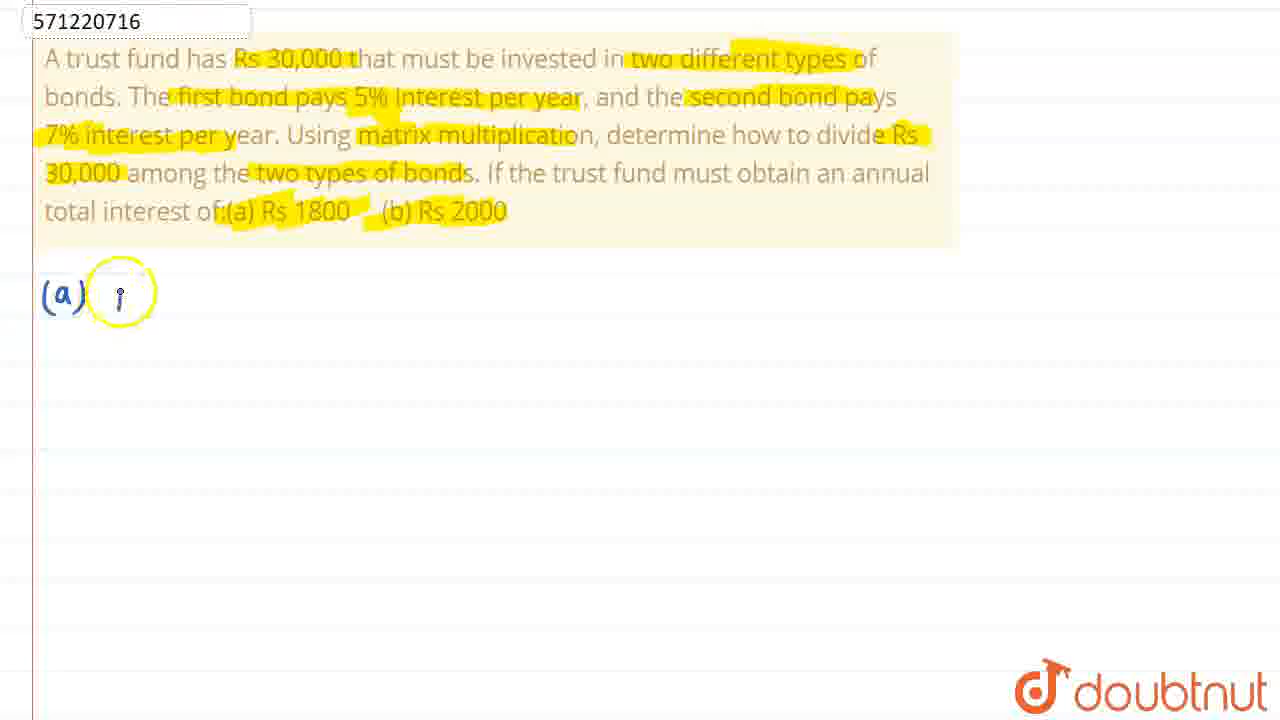 571220716
A trust fund has Rs 30,000 that must be invested in two different types of
bonds. The first bond pays 5% Interest per year, and the second bond pays
7% interest per year. Using matrix multiplication, determine how to divide Rs
30,000 among the two types of bonds. If the trust fund must obtain an annual
total interest of:(a) Rs 1800 (b) Rs 2000
(a)
doubtnut